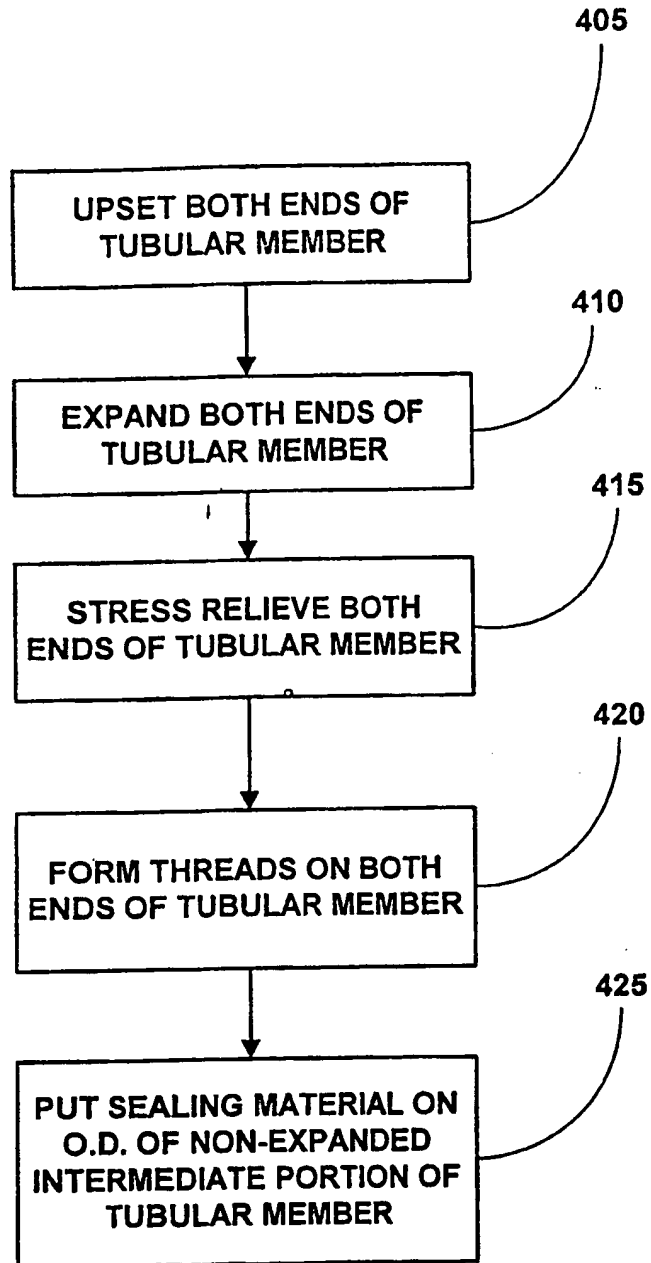 405
UPSET BOTH ENDS OF
TUBULAR MEMBER
410
EXPAND BOTH ENDS OF
TUBULAR MEMBER
415
STRESS RELIEVE BOTH
ENDS OF TUBULAR MEMBER
420
FORM THREADS ON BOTH
ENDS OF TUBULAR MEMBER
425
PUT SEALING MATERIAL ON
O.D. OF NON-EXPANDED
INTERMEDIATE PORTION OF
TUBULAR MEMBER